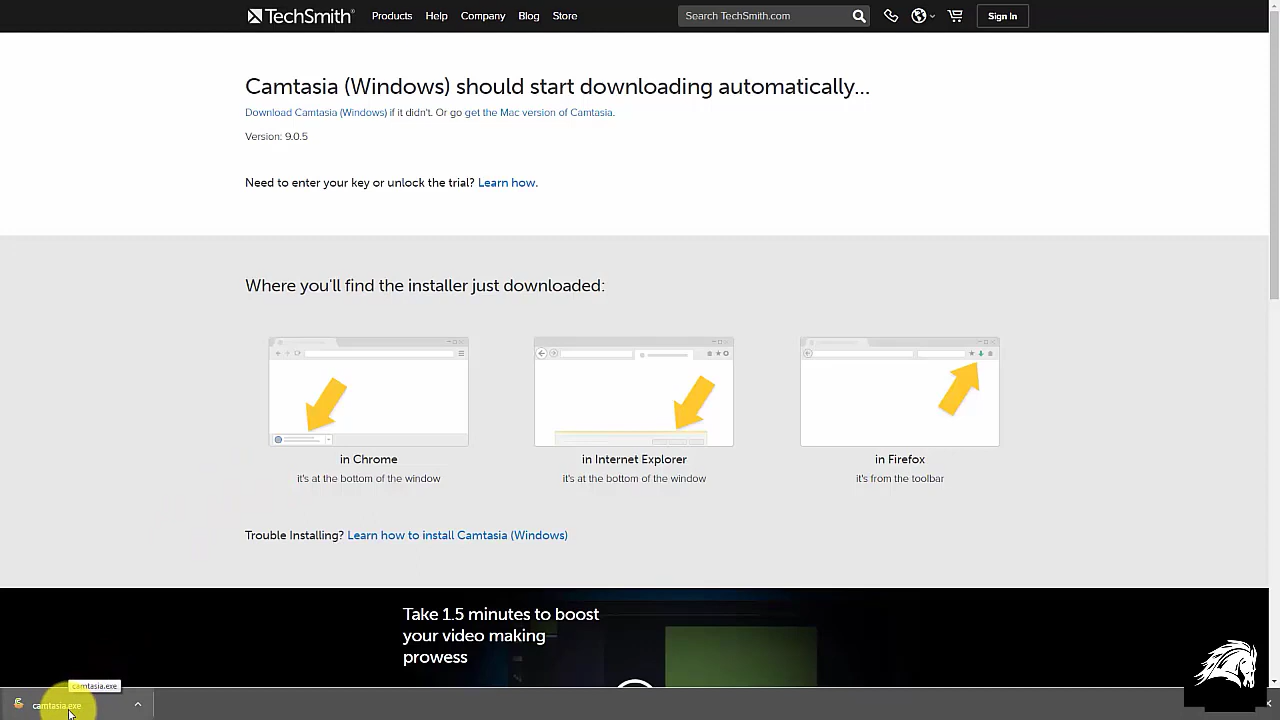 TechSmith® Products Help Company Blog Store Search TechSmith.com Sign In
Camtasia (Windows) should start downloading automatically...
Download Camtasia (Windows) if it didn't. Or go get the Mac version of Camtasia.
Version: 9.0.5
Need to enter your key or unlock the trial? Learn how.
Where you'll find the installer just downloaded:
in Chrome
it's at the bottom of the window
in Internet Explorer
it's at the bottom of the window
in Firefox
it's from the toolbar
Trouble Installing? Learn how to install Camtasia (Windows)
Take 1.5 minutes to boost
your video making
prowess
camtasia.exe
camtasia.exe